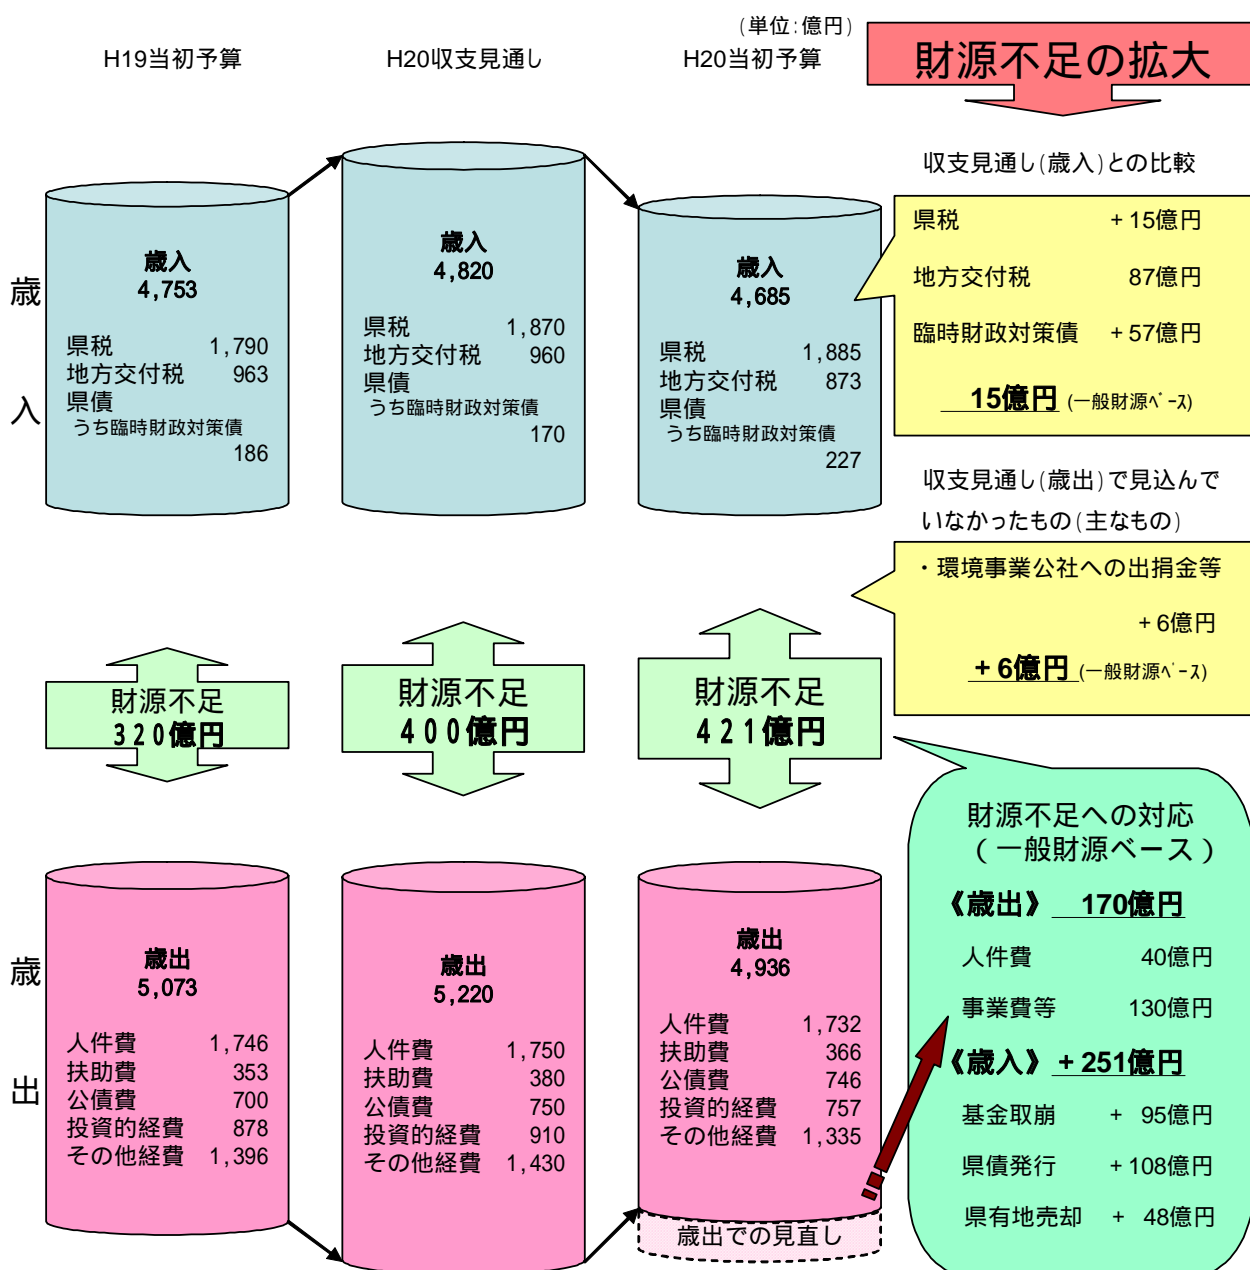 (単位:億円)
H19当初予算
H20収支見通し
H20当初予算
財源不足の拡大
収支見通し(歳入)との比較
県税 +15億円
地方交付税 87億円
臨時財政対策債 +57億円
15億円 (一般財源ベース)
歳入
歳入
4,753
県税 1,790
地方交付税 963
県債
うち臨時財政対策債
186
歳入
4,820
県税 1,870
地方交付税 960
県債
うち臨時財政対策債
170
歳入
4,685
県税 1,885
地方交付税 873
県債
うち臨時財政対策債
227
収支見通し(歳出)で見込んで
いなかったもの(主なもの)
・環境事業公社への出捐金等
+6億円
+6億円 (一般財源ベース)
財源不足
320億円
財源不足
400億円
財源不足
421億円
歳出
歳出
5,073
人件費 1,746
扶助費 353
公債費 700
投資的経費 878
その他経費 1,396
歳出
5,220
人件費 1,750
扶助費 380
公債費 750
投資的経費 910
その他経費 1,430
歳出
4,936
人件費 1,732
扶助費 366
公債費 746
投資的経費 757
その他経費 1,335
歳出での見直し
財源不足への対応
(一般財源ベース)
《歳出》 170億円
人件費 40億円
事業費等 130億円
《歳入》 +251億円
基金取崩 + 95億円
県債発行 +108億円
県有地売却 + 48億円